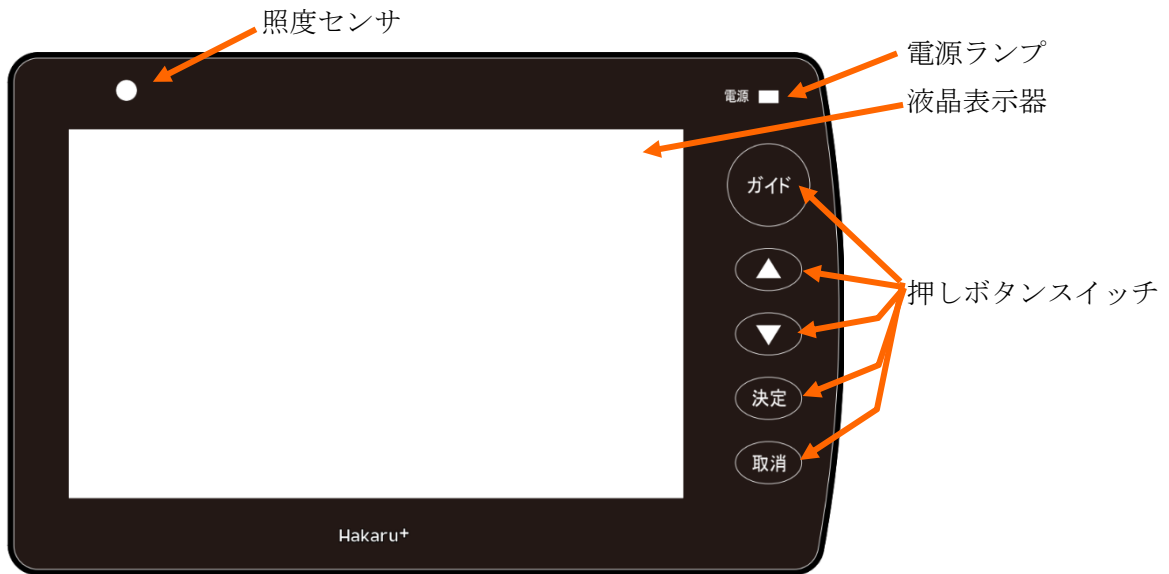 照度センサ
電源ランプ
電源
液晶表示器
ガイド
▲
▼
押しボタンスイッチ
決定
取消
Hakaru+